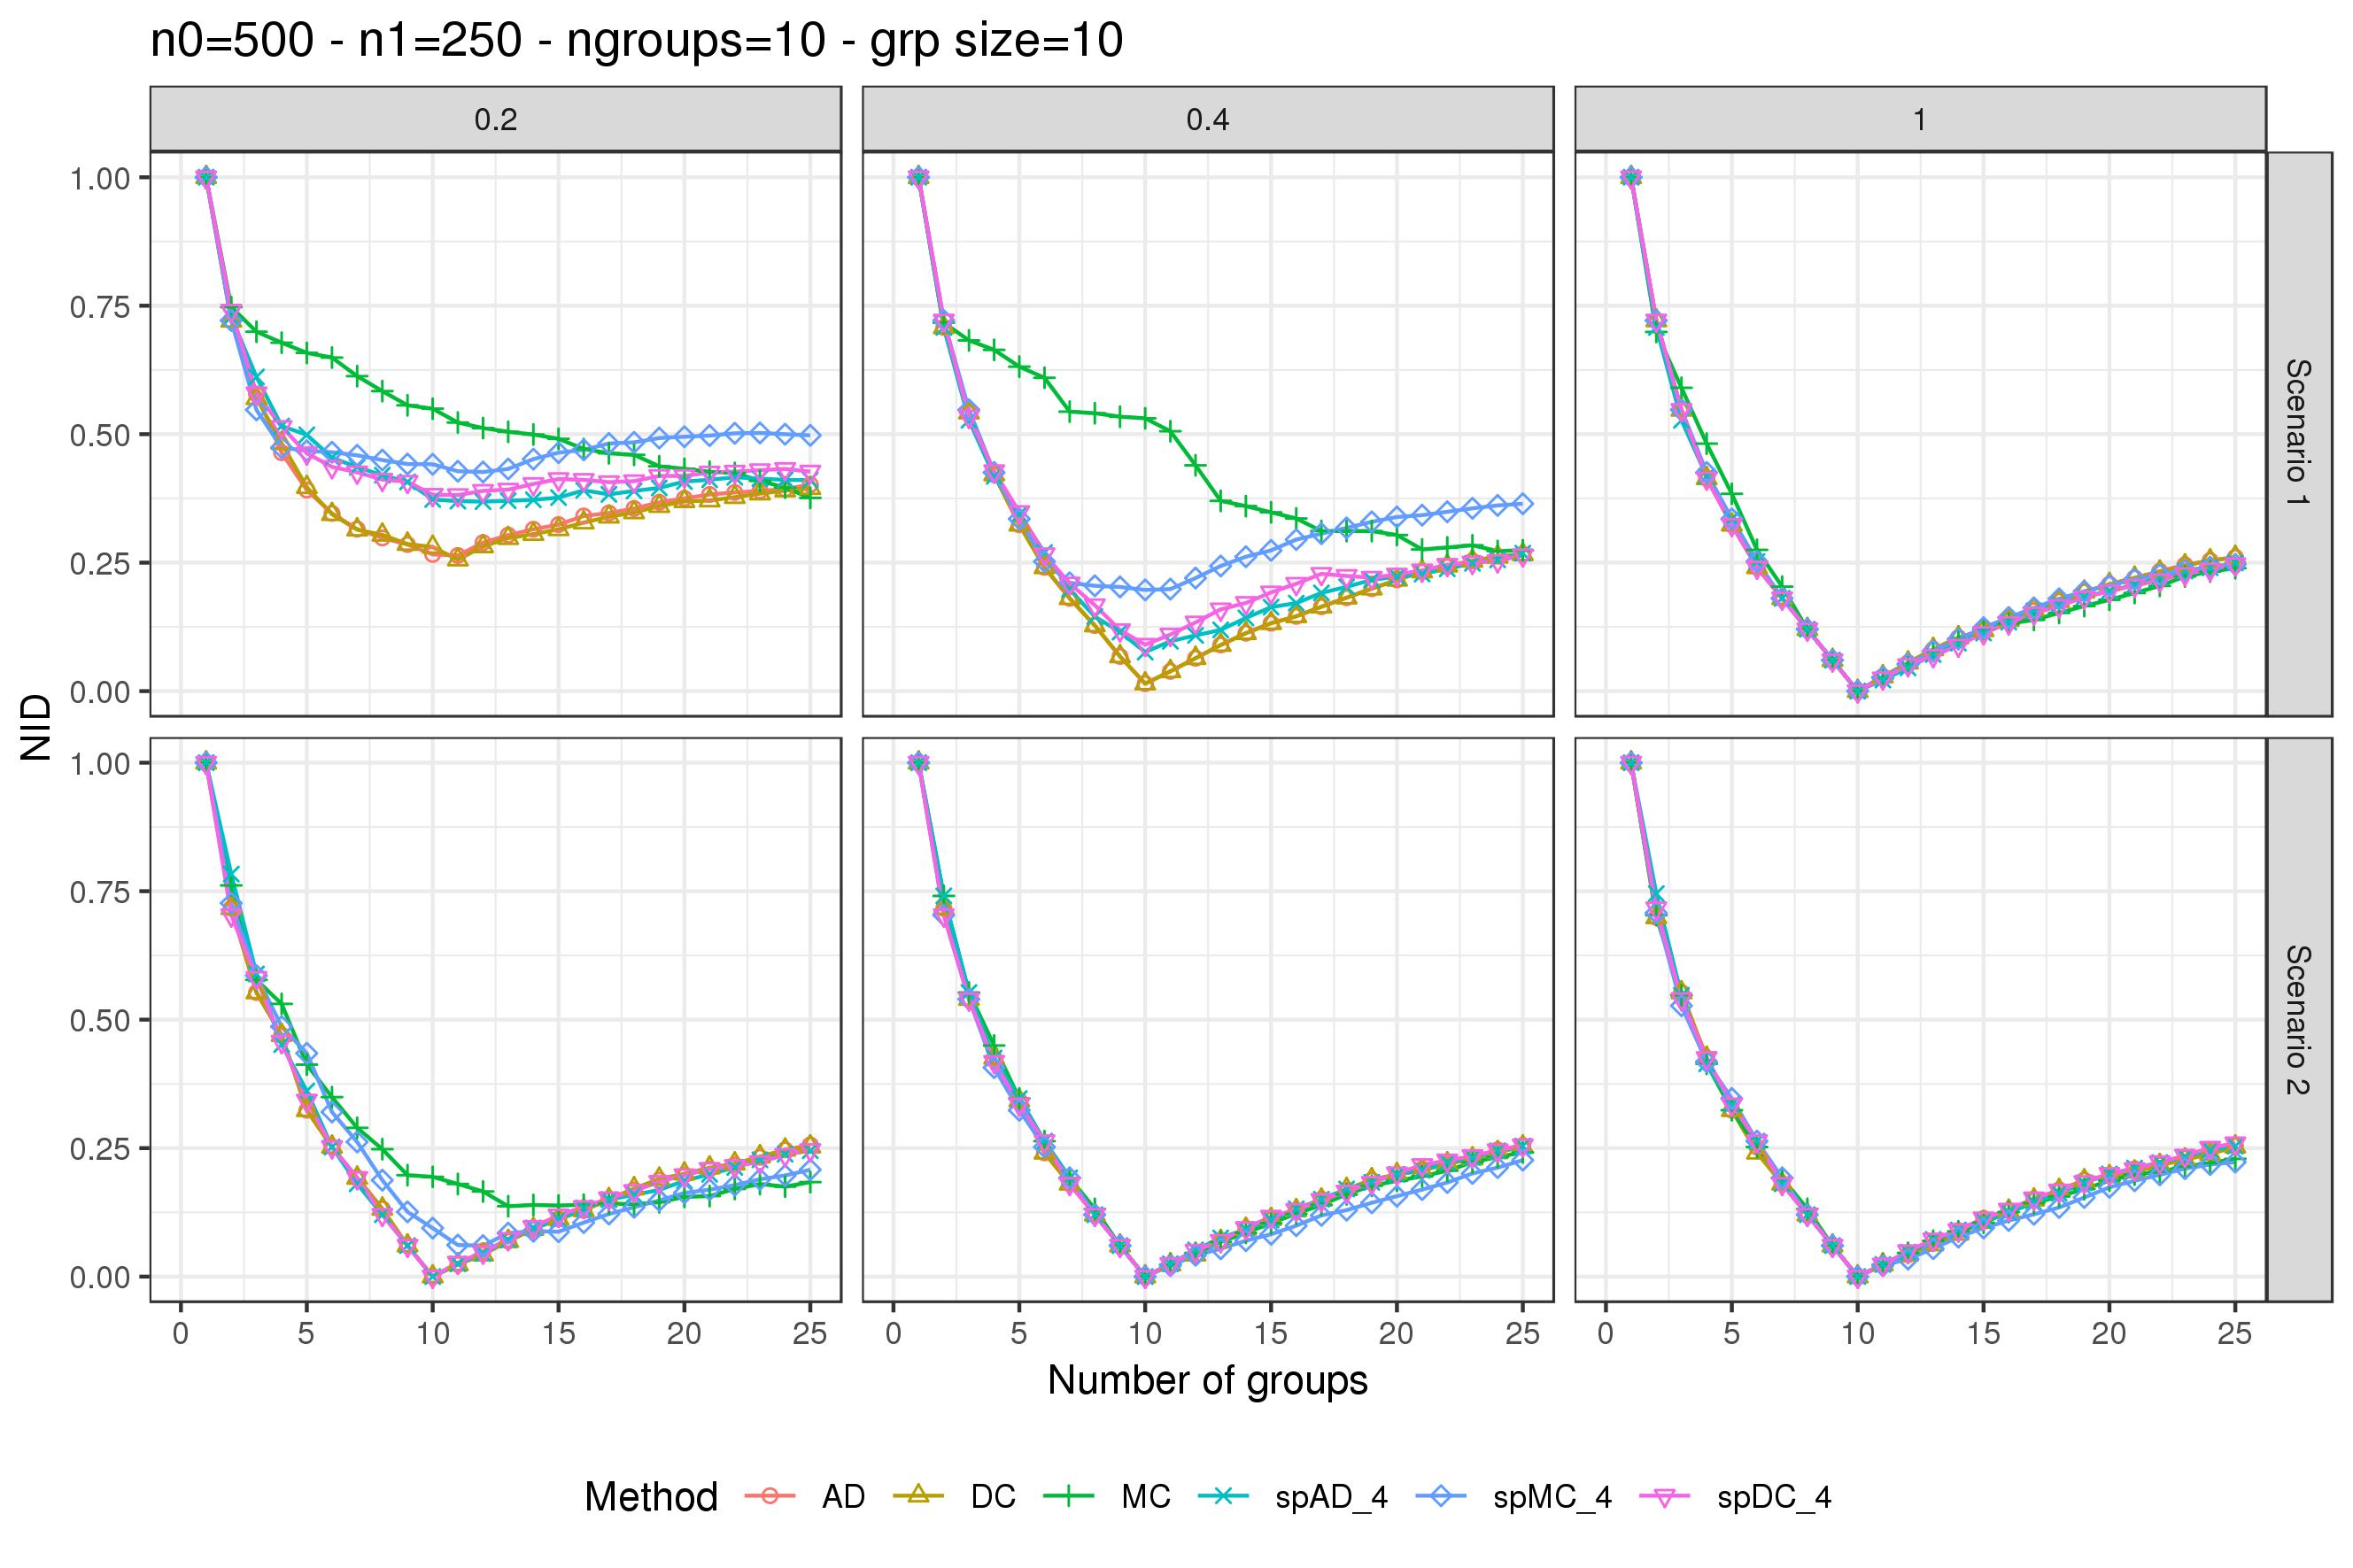 n0=500 - n1=250 - ngroups=10 - grp size=10
0.2 0.4 1
1.00
0.75
0.50
0.25
0.00
Scenario 1
NID
1.00
0.75
0.50
0.25
0.00
Scenario 2
0 5 10 15 20 25 0 5 10 15 20 25 0 5 10 15 20 25
Number of groups
Method AD DC MC spAD_4 spMC_4 spDC_4